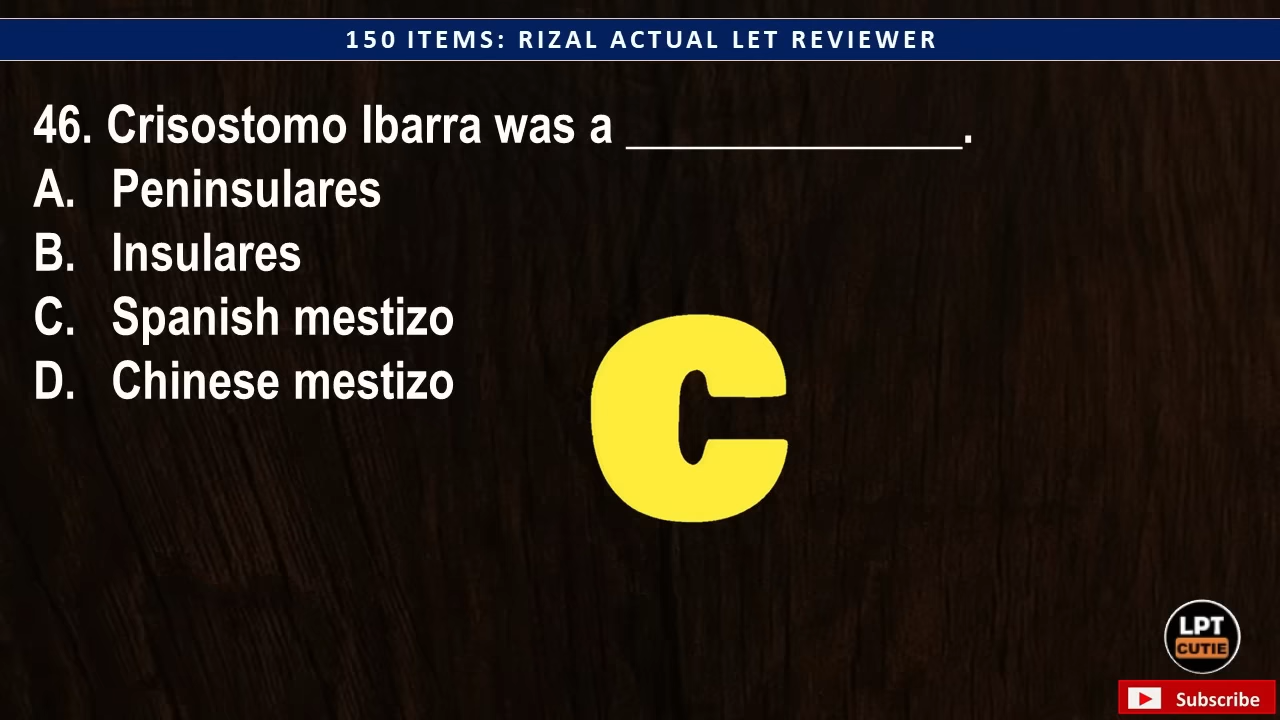 150 ITEMS: RIZAL ACTUAL LET REVIEWER
46. Crisostomo Ibarra was a ______________.
A. Peninsulares
B. Insulares
C. Spanish mestizo
D. Chinese mestizo
C
LPT
CUTIE
Subscribe